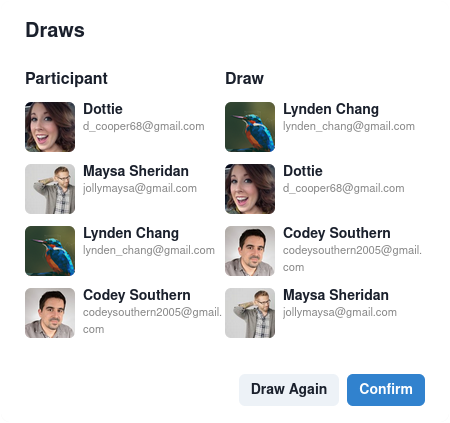 Draws
Participant
Draw
Dottie
d_cooper68@gmail.com
Lynden Chang
lynden_chang@gmail.com
Maysa Sheridan
jollymaysa@gmail.com
Dottie
d_cooper68@gmail.com
Lynden Chang
lynden_chang@gmail.com
Codey Southern
codeysouthern2005@gmail.
com
Codey Southern
codeysouthern2005@gmail.
com
Maysa Sheridan
jollymaysa@gmail.com
Draw Again
Confirm